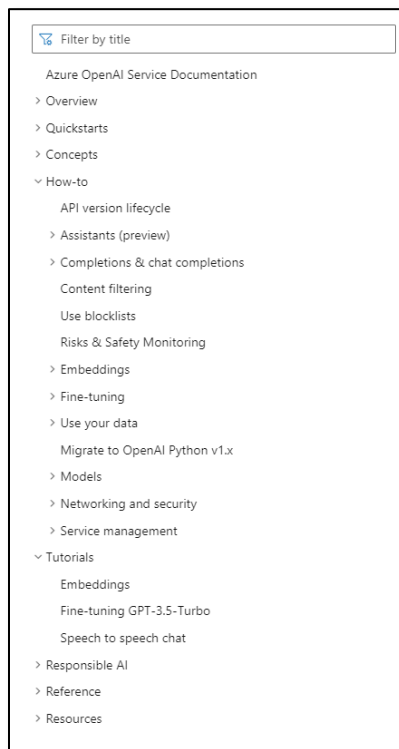 Filter by title
Azure OpenAI Service Documentation
Overview
Quickstarts
Concepts
How-to
API version lifecycle
Assistants (preview)
Completions & chat completions
Content filtering
Use blocklists
Risks & Safety Monitoring
Embeddings
Fine-tuning
Use your data
Migrate to OpenAI Python v1.x
Models
Networking and security
Service management
Tutorials
Embeddings
Fine-tuning GPT-3.5-Turbo
Speech to speech chat
Responsible AI
Reference
Resources